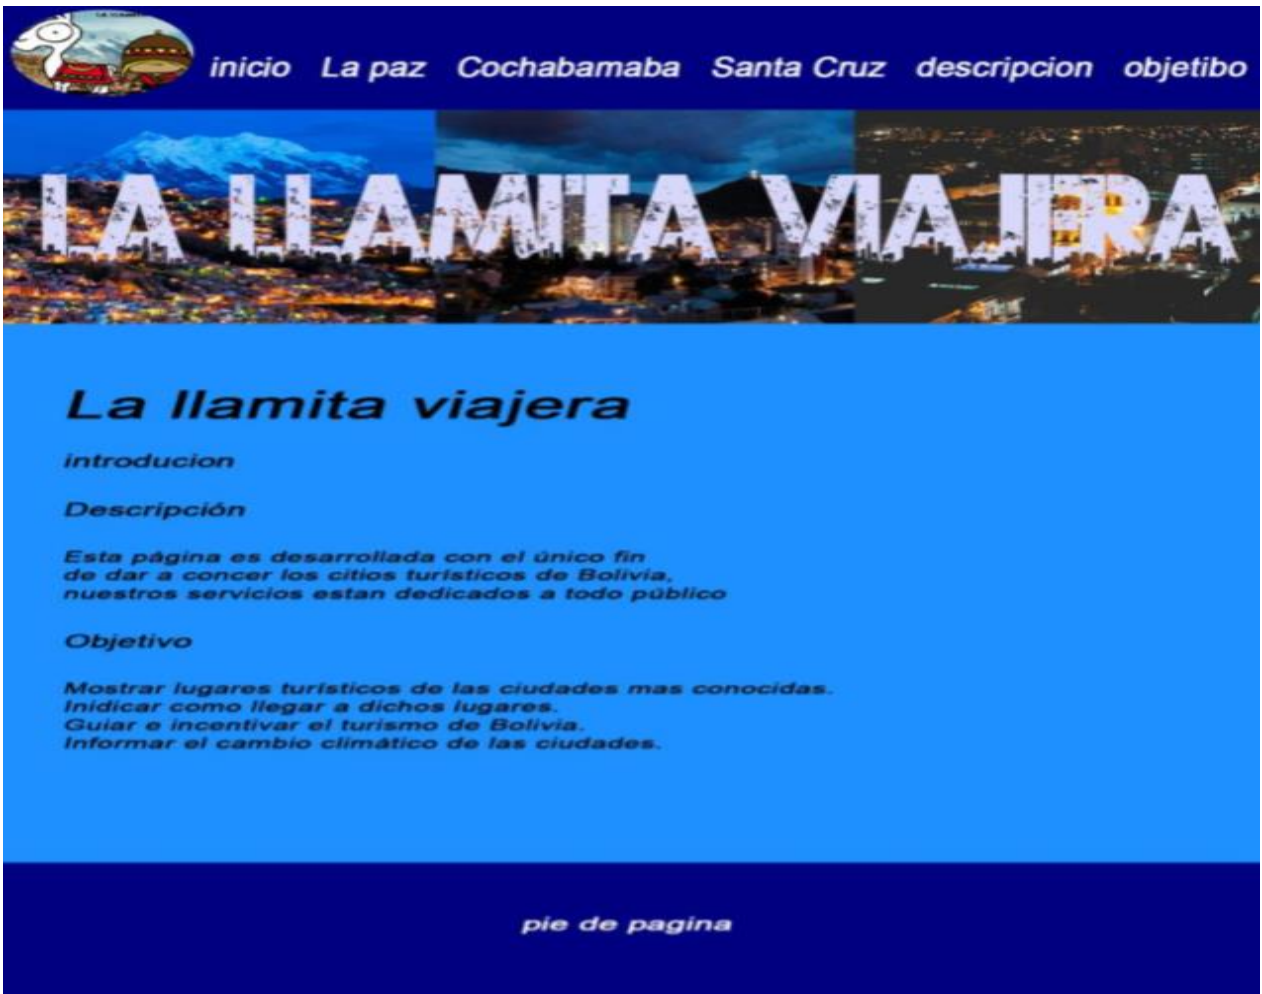 inicio La paz Cochabamaba Santa Cruz descripcion objetibo
LA LLAMITA VIAJERA
La llamita viajera
introducion
Descripción
Esta página es desarrollada con el único fin
de dar a concer los citios turísticos de Bolivia,
nuestros servicios estan dedicados a todo público
Objetivo
Mostrar lugares turísticos de las ciudades mas conocidas.
Inidicar como llegar a dichos lugares.
Guiar e incentivar el turismo de Bolivia.
Informar el cambio climático de las ciudades.
pie de pagina